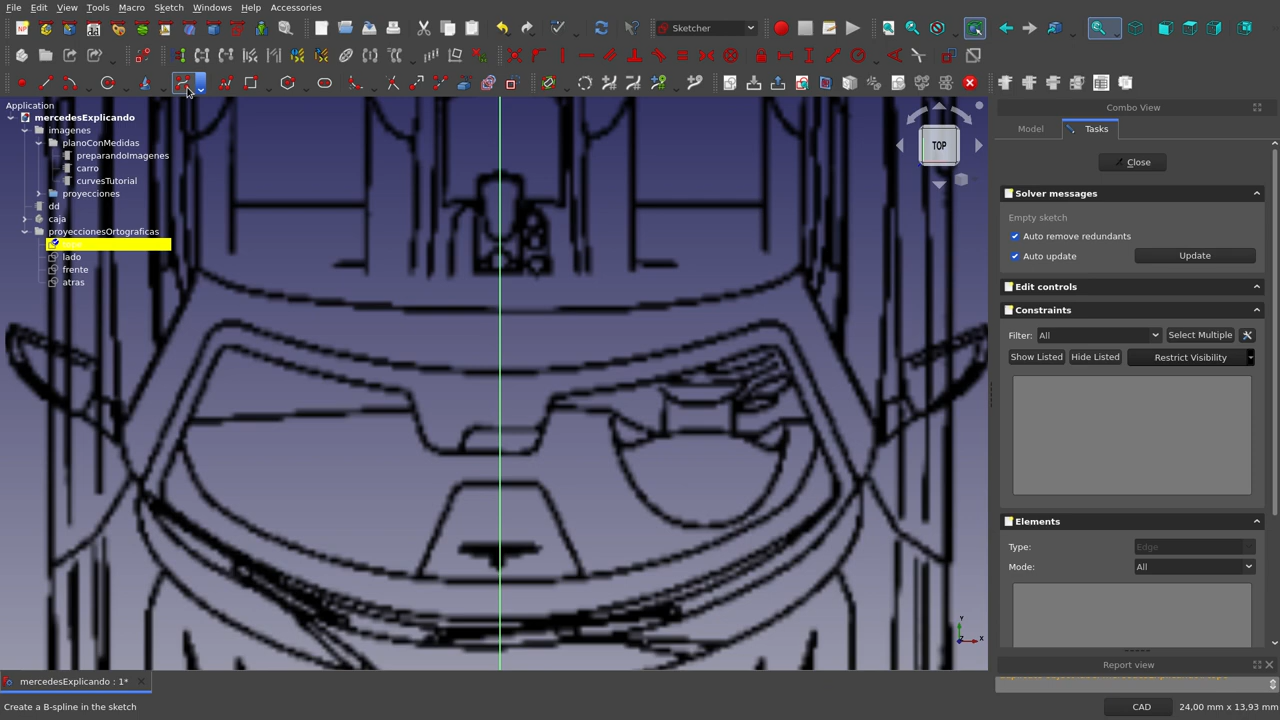 File Edit View Tools Sketch Windows Help Accessories
Sketcher
Application
mercedesExplicando
imagenes
planoConMedidas
preparandoImagenes
carro
curvesTutorial
proyecciones
dd
caja
proyeccionesOrtograficas
lado
frente
atras
TOP
Y
Z X
Combo View
Model Tasks
Close
Solver messages
Empty sketch
Auto remove redundants
Auto update Update
Edit controls
Constraints
Filter: All Select Multiple
Show Listed Hide Listed Restrict Visibility
Elements
Type: Edge
Mode: All
Report view
mercedesExplicando : 1*
Create a B-spline in the sketch
CAD 24,00 mm x 13,93 mm